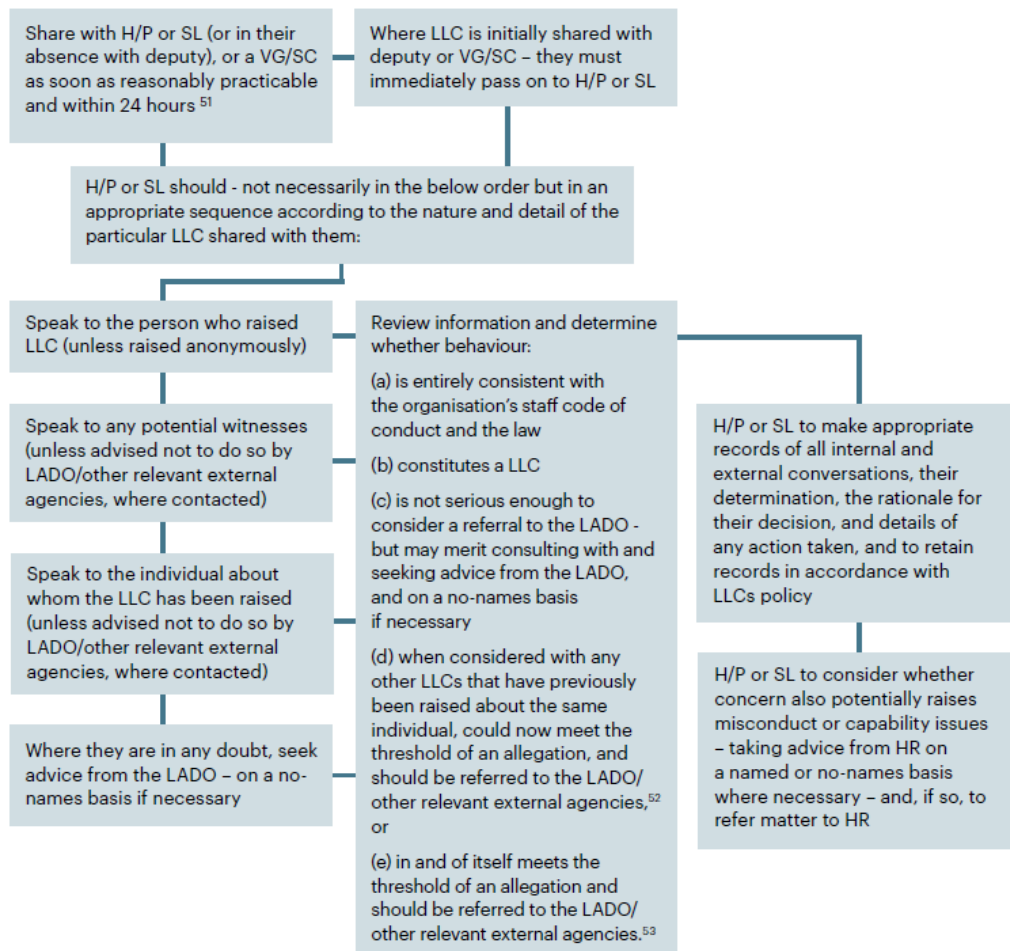 Share with H/P or SL (or in their
absence with deputy), or a VG/SC
as soon as reasonably practicable
and within 24 hours 51
Where LLC is initially shared with
deputy or VG/SC – they must
immediately pass on to H/P or SL
H/P or SL should - not necessarily in the below order but in an
appropriate sequence according to the nature and detail of the
particular LLC shared with them:
Speak to the person who raised
LLC (unless raised anonymously)
Speak to any potential witnesses
(unless advised not to do so by
LADO/other relevant external
agencies, where contacted)
Speak to the individual about
whom the LLC has been raised
(unless advised not to do so by
LADO/other relevant external
agencies, where contacted)
Where they are in any doubt, seek
advice from the LADO – on a no-
names basis if necessary
Review information and determine
whether behaviour:
(a) is entirely consistent with
the organisation's staff code of
conduct and the law
(b) constitutes a LLC
(c) is not serious enough to
consider a referral to the LADO -
but may merit consulting with and
seeking advice from the LADO,
and on a no-names basis
if necessary
(d) when considered with any
other LLCs that have previously
been raised about the same
individual, could now meet the
threshold of an allegation, and
should be referred to the LADO/
other relevant external agencies,52
or
(e) in and of itself meets the
threshold of an allegation and
should be referred to the LADO/
other relevant external agencies.53
H/P or SL to make appropriate
records of all internal and
external conversations, their
determination, the rationale for
their decision, and details of
any action taken, and to retain
records in accordance with
LLCs policy
H/P or SL to consider whether
concern also potentially raises
misconduct or capability issues
– taking advice from HR on
a named or no-names basis
where necessary – and, if so, to
refer matter to HR